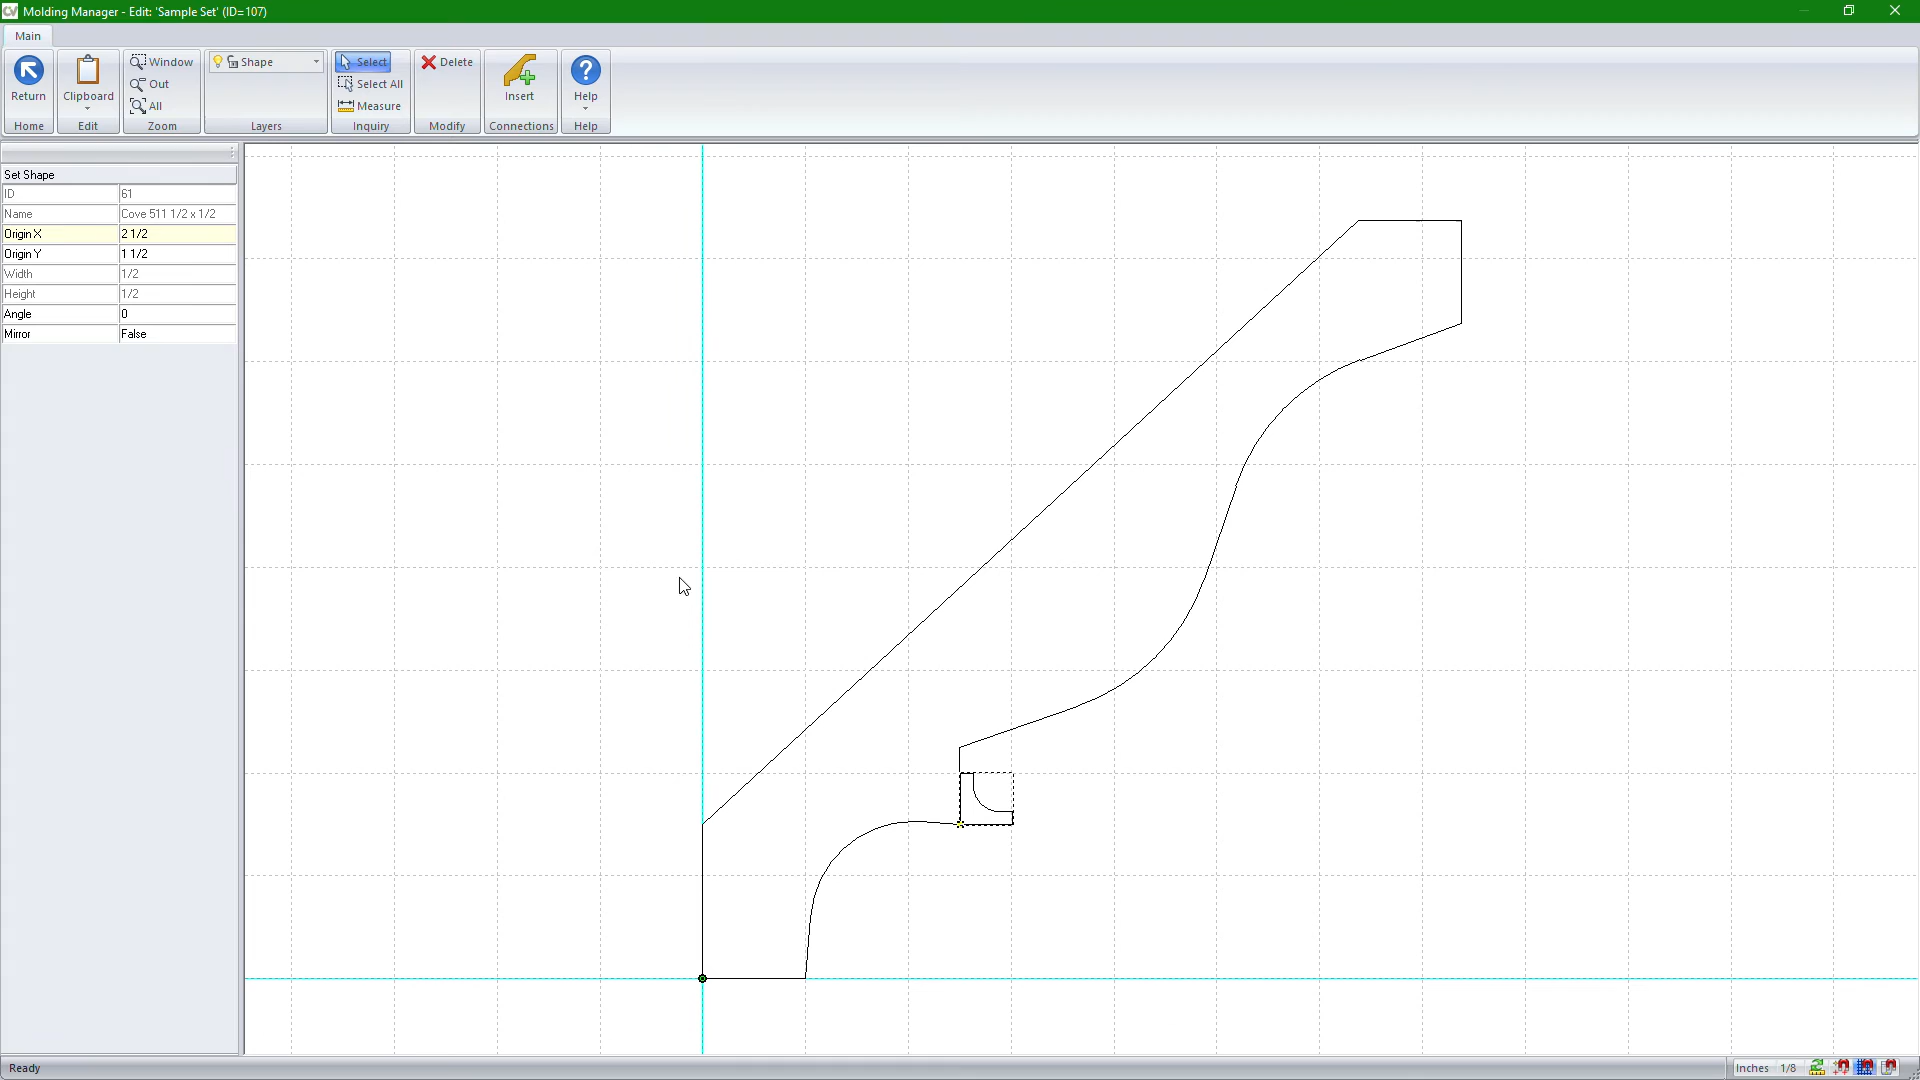 CV Molding Manager - Edit: 'Sample Set' (ID=107)
Main
Return
Home
Clipboard
Edit
Window
Out
All
Zoom
Shape
Layers
Select
Select All
Measure
Inquiry
Delete
Modify
Insert
Connections
Help
Help
Set Shape
ID 61
Name Cove 511 1/2 x 1/2
Origin X 2 1/2
Origin Y 1 1/2
Width 1/2
Height 1/2
Angle 0
Mirror False
Ready
Inches 1/8